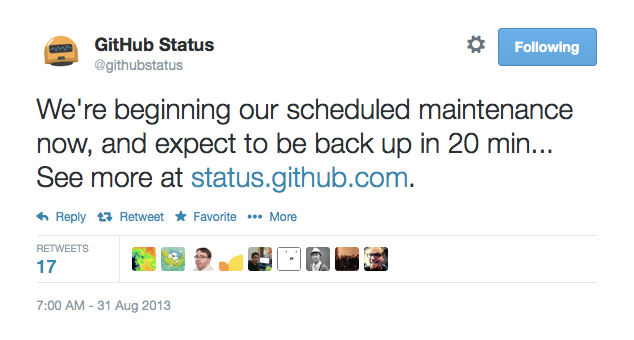 GitHub Status
@githubstatus
Following
We're beginning our scheduled maintenance
now, and expect to be back up in 20 min...
See more at status.github.com.
Reply Retweet Favorite More
RETWEETS
17
7:00 AM - 31 Aug 2013